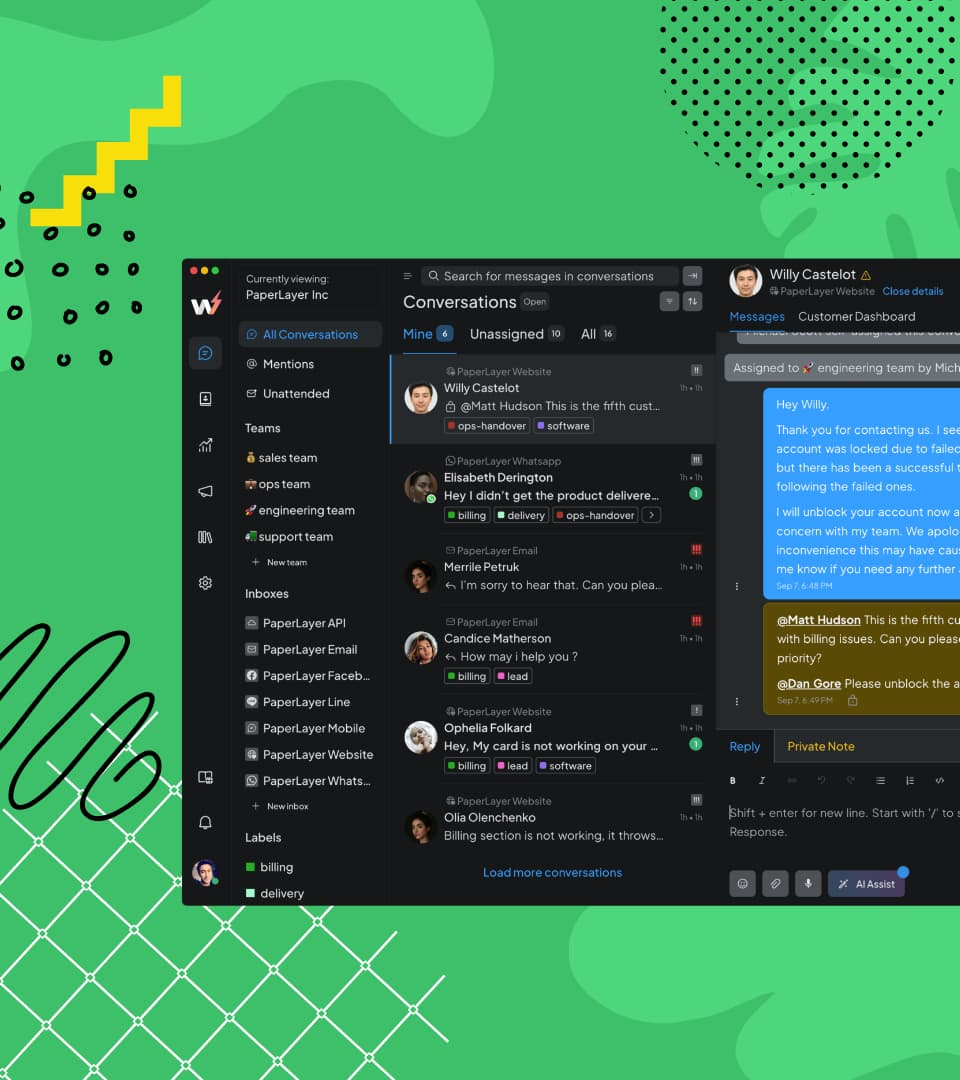 Currently viewing:
PaperLayer Inc
All Conversations
@ Mentions
Unattended
Teams
sales team
ops team
engineering team
support team
+ New team
Inboxes
PaperLayer API
PaperLayer Email
PaperLayer Faceb...
PaperLayer Line
PaperLayer Mobile
PaperLayer Website
PaperLayer Whats...
+ New inbox
Labels
billing
delivery
Search for messages in conversations
Conversations Open
Mine 6 Unassigned 10 All 16
PaperLayer Website
Willy Castelot 1h • 1h
@Matt Hudson This is the fifth cust...
ops-handover software
PaperLayer Whatsapp
Elisabeth Derington 1h • 1h
Hey I didn't get the product delivere... 1
billing delivery ops-handover
PaperLayer Email
Merrile Petruk 1h • 1h
I'm sorry to hear that. Can you plea...
PaperLayer Email
Candice Matherson 1h • 1h
How may i help you ?
billing lead
PaperLayer Website
Ophelia Folkard 1h • 1h
Hey, My card is not working on your ... 1
billing lead software
PaperLayer Website
Olia Olenchenko 1h • 1h
Billing section is not working, it throws...
Load more conversations
Willy Castelot
PaperLayer Website Close details
Messages Customer Dashboard
Assigned to engineering team by Mich
Hey Willy,
Thank you for contacting us. I see
account was locked due to failed
but there has been a successful
following the failed ones.
I will unblock your account now a
concern with my team. We apolo
inconvenience this may have cau
me know if you need any further
Sep 7, 6:48 PM
@Matt Hudson This is the fifth cu
with billing issues. Can you please
priority?
@Dan Gore Please unblock the a
Sep 7, 6:49 PM
Reply Private Note
B I
Shift + enter for new line. Start with '/' to s
Response.
AI Assist